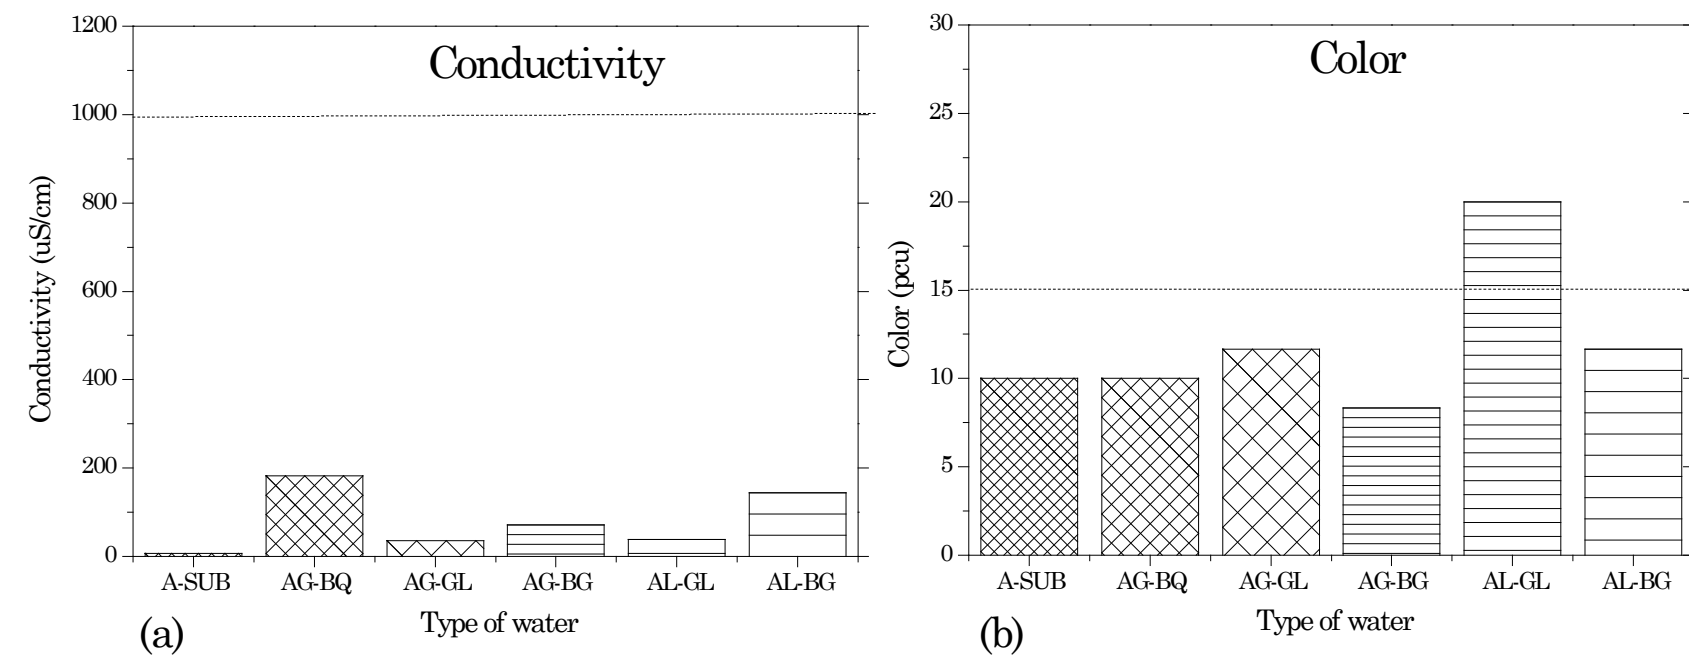 Conductivity
Conductivity (uS/cm)
1200
1000
800
600
400
200
0
A-SUB AG-BQ AG-GL AG-BG AL-GL AL-BG
Type of water
(a)
Color
Color (pcu)
30
25
20
15
10
5
0
A-SUB AG-BQ AG-GL AG-BG AL-GL AL-BG
Type of water
(b)